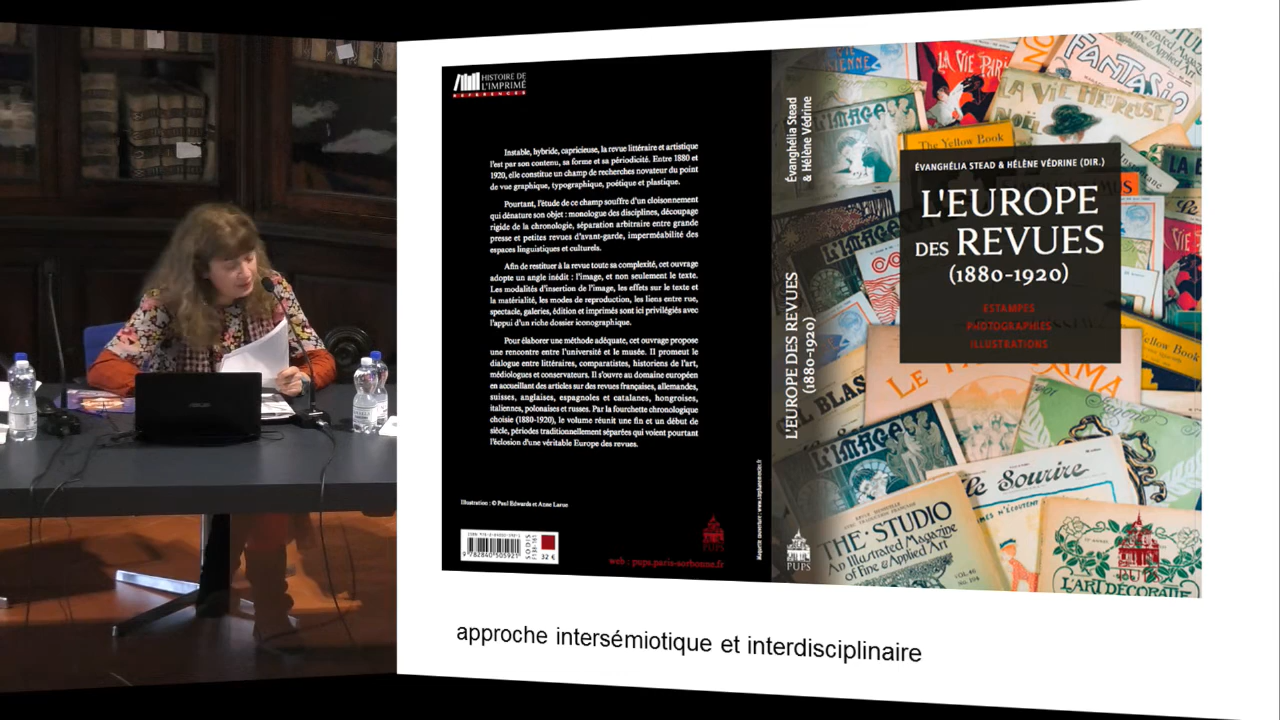 HISTOIRE DE
L'IMPRIMÉ
RÉFÉRENCES
Instable, hybride, capricieuse, la revue littéraire et artistique
l'est par son contenu, sa forme et sa périodicité. Entre 1880 et
1920, elle constitue un champ de recherches novateur du point
de vue graphique, typographique, poétique et plastique.
Pourtant, l'étude de ce champ souffre d'un cloisonnement
qui dénature son objet : monologue des disciplines, découpage
rigide de la chronologie, séparation arbitraire entre grande
presse et petites revues d'avant-garde, imperméabilité des
espaces linguistiques et culturels.
Afin de restituer à la revue toute sa complexité, cet ouvrage
adopte un angle inédit : l'image, et non seulement le texte.
Les modalités d'insertion de l'image, les effets sur le texte et
la matérialité, les modes de reproduction, les liens entre rue,
spectacle, galeries, édition et imprimés sont ici privilégiés avec
l'appui d'un riche dossier iconographique.
Pour élaborer une méthode adéquate, cet ouvrage propose
une rencontre entre l'université et le musée. Il promeut le
dialogue entre littéraires, comparatistes, historiens de l'art,
médiologues et conservateurs. Il s'ouvre au domaine européen
en accueillant des articles sur des revues françaises, allemandes,
suisses, anglaises, espagnoles et catalanes, hongroises,
italiennes, polonaises et russes. Par la fourchette chronologique
choisie (1880-1920), le volume réunit une fin et un début de
siècle, périodes traditionnellement séparées qui voient pourtant
l'éclosion d'une véritable Europe des revues.
Illustration : © Paul Edwards et Anne Larue
9 782840 505921
SODIS
32 €
PUPS
web : pups.paris-sorbonne.fr
Évanghélia Stead
& Hélène Védrine
L'EUROPE DES REVUES
(1880-1920)
PUPS
LA VIE PARI
FANTASIO
LA VIE HEUREUSE
NOËL
L'IMAGE
The Yellow Book
ÉVANGHÉLIA STEAD & HÉLÈNE VÉDRINE (DIR.)
L'EUROPE
DES REVUES
(1880-1920)
ESTAMPES
PHOTOGRAPHIES
ILLUSTRATIONS
Yellow Book
L'IMAGE
le Sourire
THE·STUDIO
An Illustrated Magazine
of Fine & Applied Art
L'ART DÉCORATIF
approche intersémiotique et interdisciplinaire
ASUS